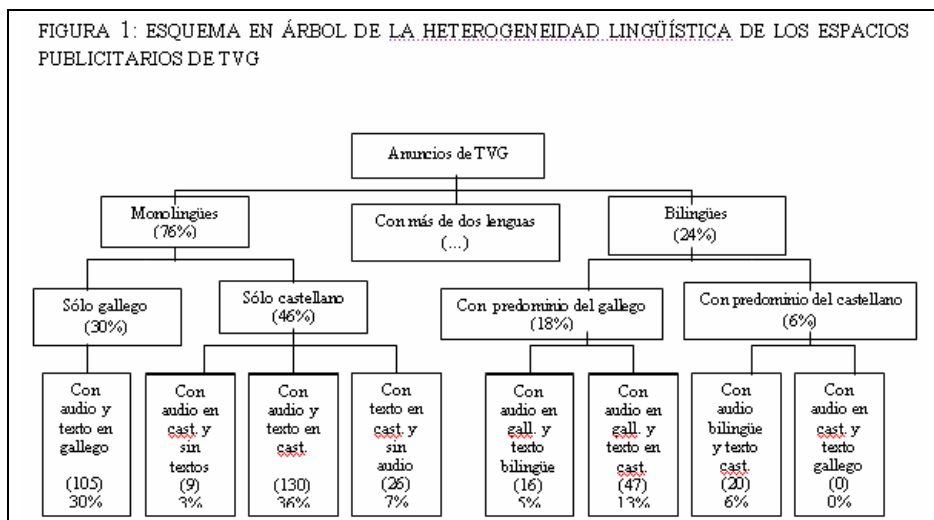 FIGURA 1: ESQUEMA EN ÁRBOL DE LA HETEROGENEIDAD LINGÜÍSTICA DE LOS ESPACIOS
PUBLICITARIOS DE TVG
Anuncios de TVG
Monolingües
(76%)
Con más de dos lenguas
(...)
Bilingües
(24%)
Sólo gallego
(30%)
Sólo castellano
(46%)
Con predominio del gallego
(18%)
Con predominio del castellano
(6%)
Con
audio y
texto en
gallego
(105)
30%
Con
audio en
cast. y
sin
textos
(9)
3%
Con
audio y
texto en
cast.
(130)
36%
Con
texto en
cast. y
sin
audio
(26)
7%
Con
audio en
gall. y
texto
bilingüe
(16)
5%
Con
audio en
gall. y
texto en
cast.
(47)
13%
Con
audio
bilingüe
y texto
cast.
(20)
6%
Con
audio en
cast. y
texto
gallego
(0)
0%